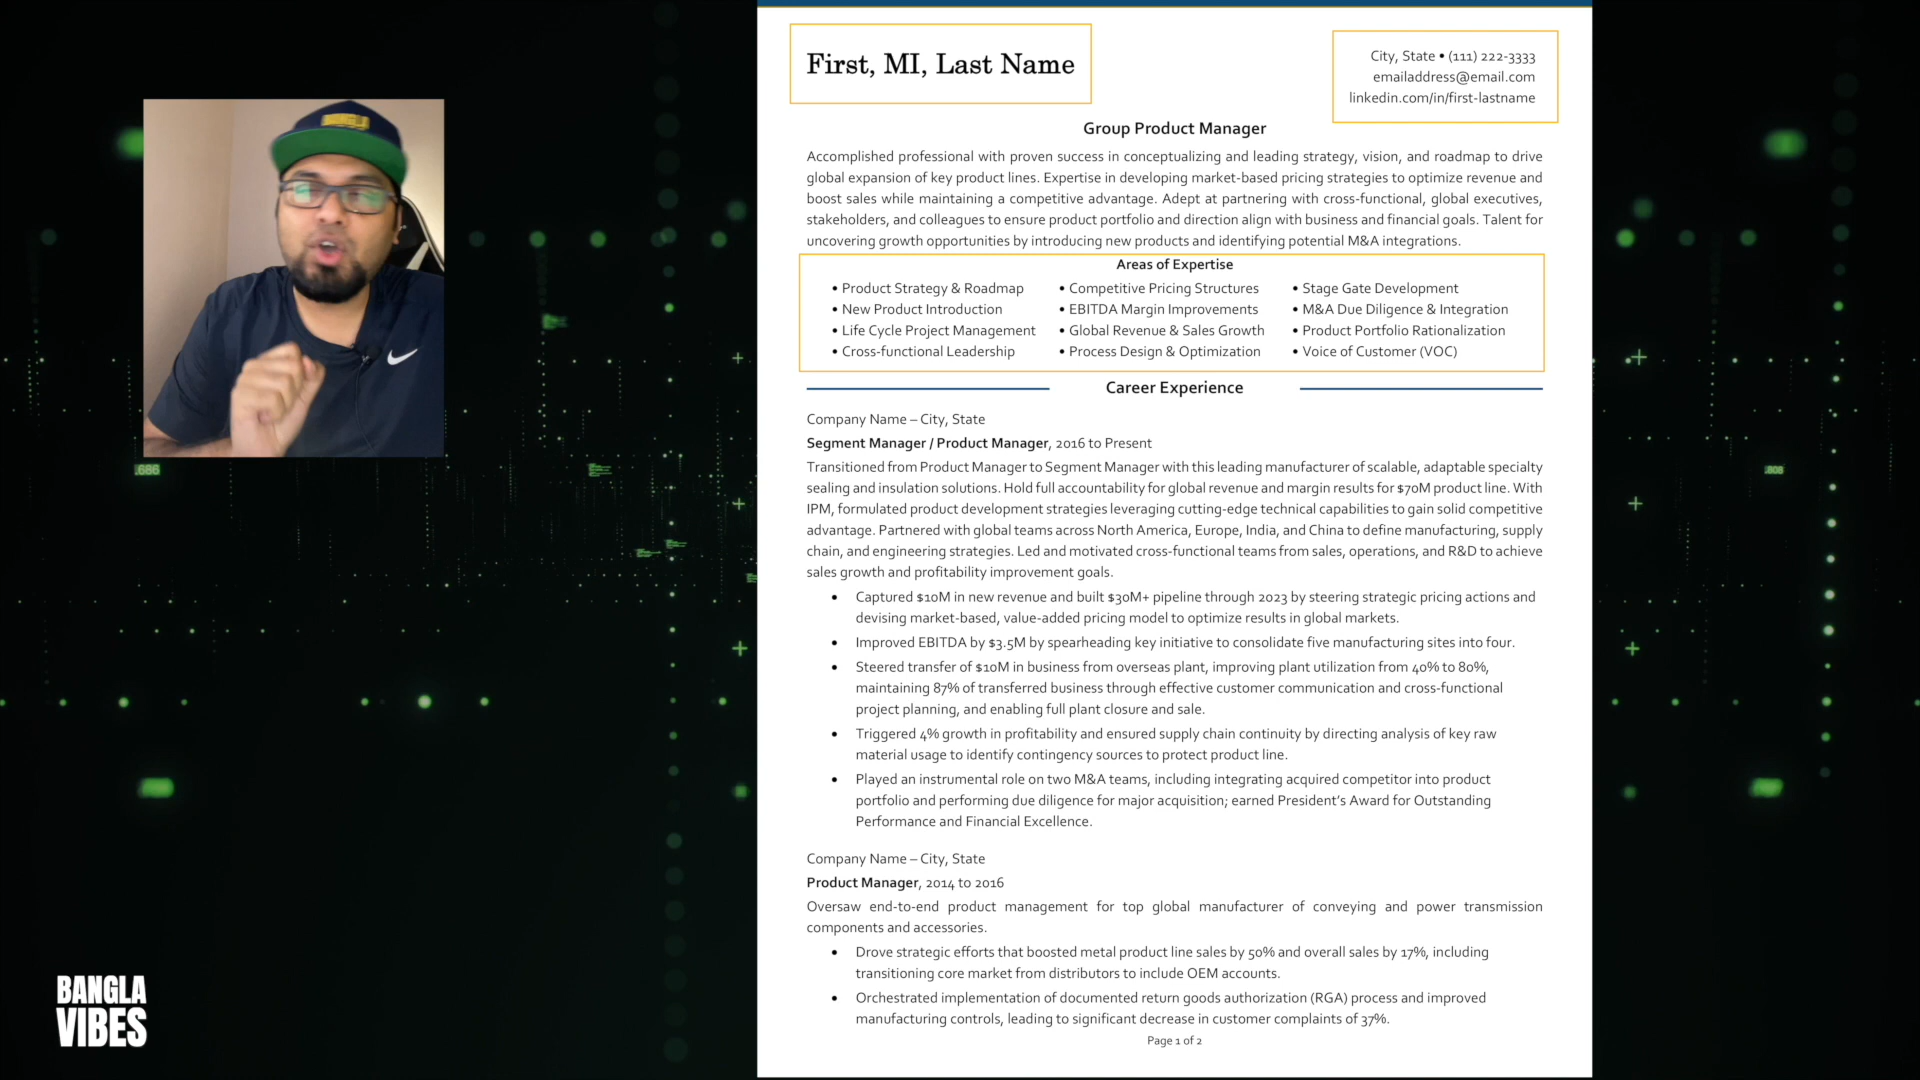 First, MI, Last Name
City, State • (111) 222-3333
emailaddress@email.com
linkedin.com/in/first-lastname
Group Product Manager
Accomplished professional with proven success in conceptualizing and leading strategy, vision, and roadmap to drive
global expansion of key product lines. Expertise in developing market-based pricing strategies to optimize revenue and
boost sales while maintaining a competitive advantage. Adept at partnering with cross-functional, global executives,
stakeholders, and colleagues to ensure product portfolio and direction align with business and financial goals. Talent for
uncovering growth opportunities by introducing new products and identifying potential M&A integrations.
Areas of Expertise
• Product Strategy & Roadmap
• New Product Introduction
• Life Cycle Project Management
• Cross-functional Leadership
• Competitive Pricing Structures
• EBITDA Margin Improvements
• Global Revenue & Sales Growth
• Process Design & Optimization
• Stage Gate Development
• M&A Due Diligence & Integration
• Product Portfolio Rationalization
• Voice of Customer (VOC)
Career Experience
Company Name – City, State
Segment Manager / Product Manager, 2016 to Present
Transitioned from Product Manager to Segment Manager with this leading manufacturer of scalable, adaptable specialty
sealing and insulation solutions. Hold full accountability for global revenue and margin results for $70M product line. With
IPM, formulated product development strategies leveraging cutting-edge technical capabilities to gain solid competitive
advantage. Partnered with global teams across North America, Europe, India, and China to define manufacturing, supply
chain, and engineering strategies. Led and motivated cross-functional teams from sales, operations, and R&D to achieve
sales growth and profitability improvement goals.
• Captured $10M in new revenue and built $30M+ pipeline through 2023 by steering strategic pricing actions and
devising market-based, value-added pricing model to optimize results in global markets.
• Improved EBITDA by $3.5M by spearheading key initiative to consolidate five manufacturing sites into four.
• Steered transfer of $10M in business from overseas plant, improving plant utilization from 40% to 80%,
maintaining 87% of transferred business through effective customer communication and cross-functional
project planning, and enabling full plant closure and sale.
• Triggered 4% growth in profitability and ensured supply chain continuity by directing analysis of key raw
material usage to identify contingency sources to protect product line.
• Played an instrumental role on two M&A teams, including integrating acquired competitor into product
portfolio and performing due diligence for major acquisition; earned President's Award for Outstanding
Performance and Financial Excellence.
Company Name – City, State
Product Manager, 2014 to 2016
Oversaw end-to-end product management for top global manufacturer of conveying and power transmission
components and accessories.
• Drove strategic efforts that boosted metal product line sales by 50% and overall sales by 17%, including
transitioning core market from distributors to include OEM accounts.
• Orchestrated implementation of documented return goods authorization (RGA) process and improved
manufacturing controls, leading to significant decrease in customer complaints of 37%.
Page 1 of 2
.686
BANGLA
VIBES